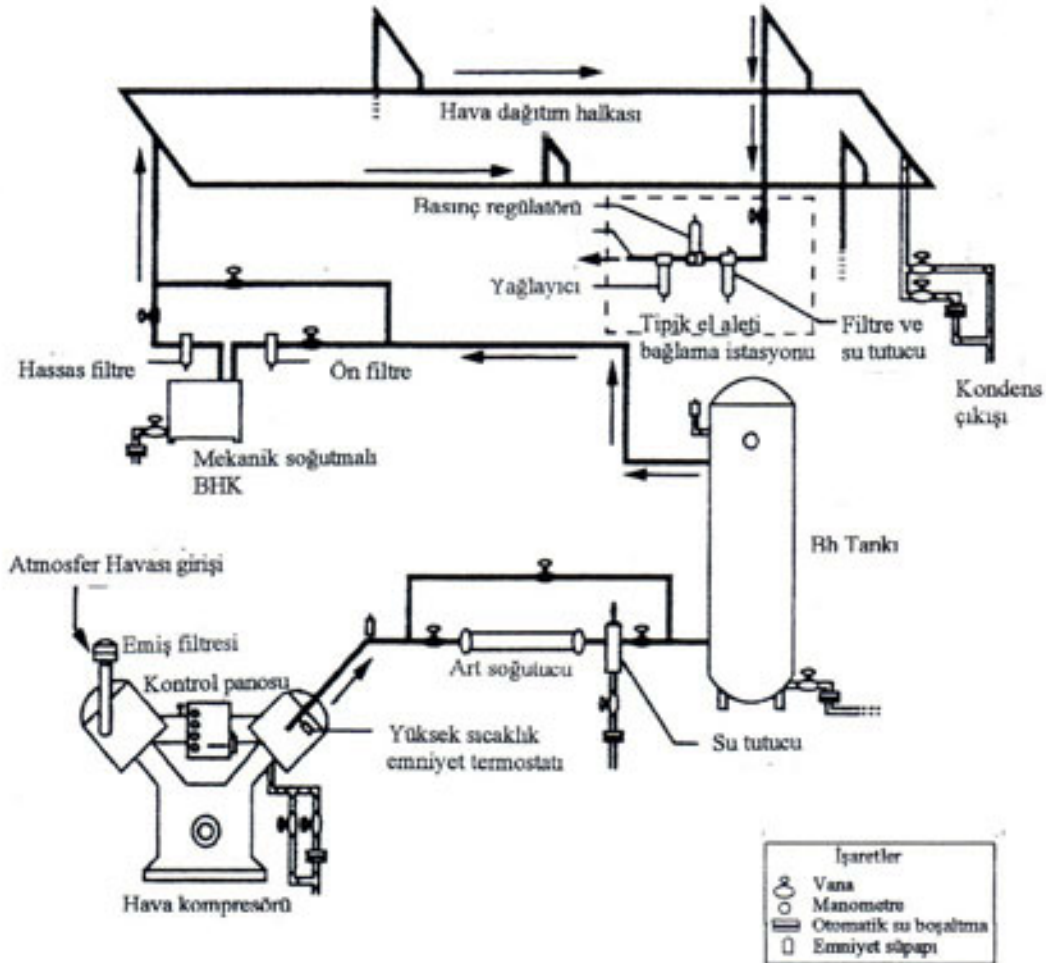 Hava dağıtım halkası
Basınç regülatörü
Yağlayıcı
Tipik el aleti
bağlama istasyonu
Filtre ve
su tutucu
Kondens
çıkışı
Hassas filtre
Ön filtre
Mekanik soğutmalı
BHK
Bh Tankı
Atmosfer Havası girişi
Emiş filtresi
Kontrol panosu
Art soğutucu
Yüksek sıcaklık
emniyet termostatı
Su tutucu
Hava kompresörü
İşaretler
Vana
Manometre
Otomatik su boşaltma
Emniyet süpapı